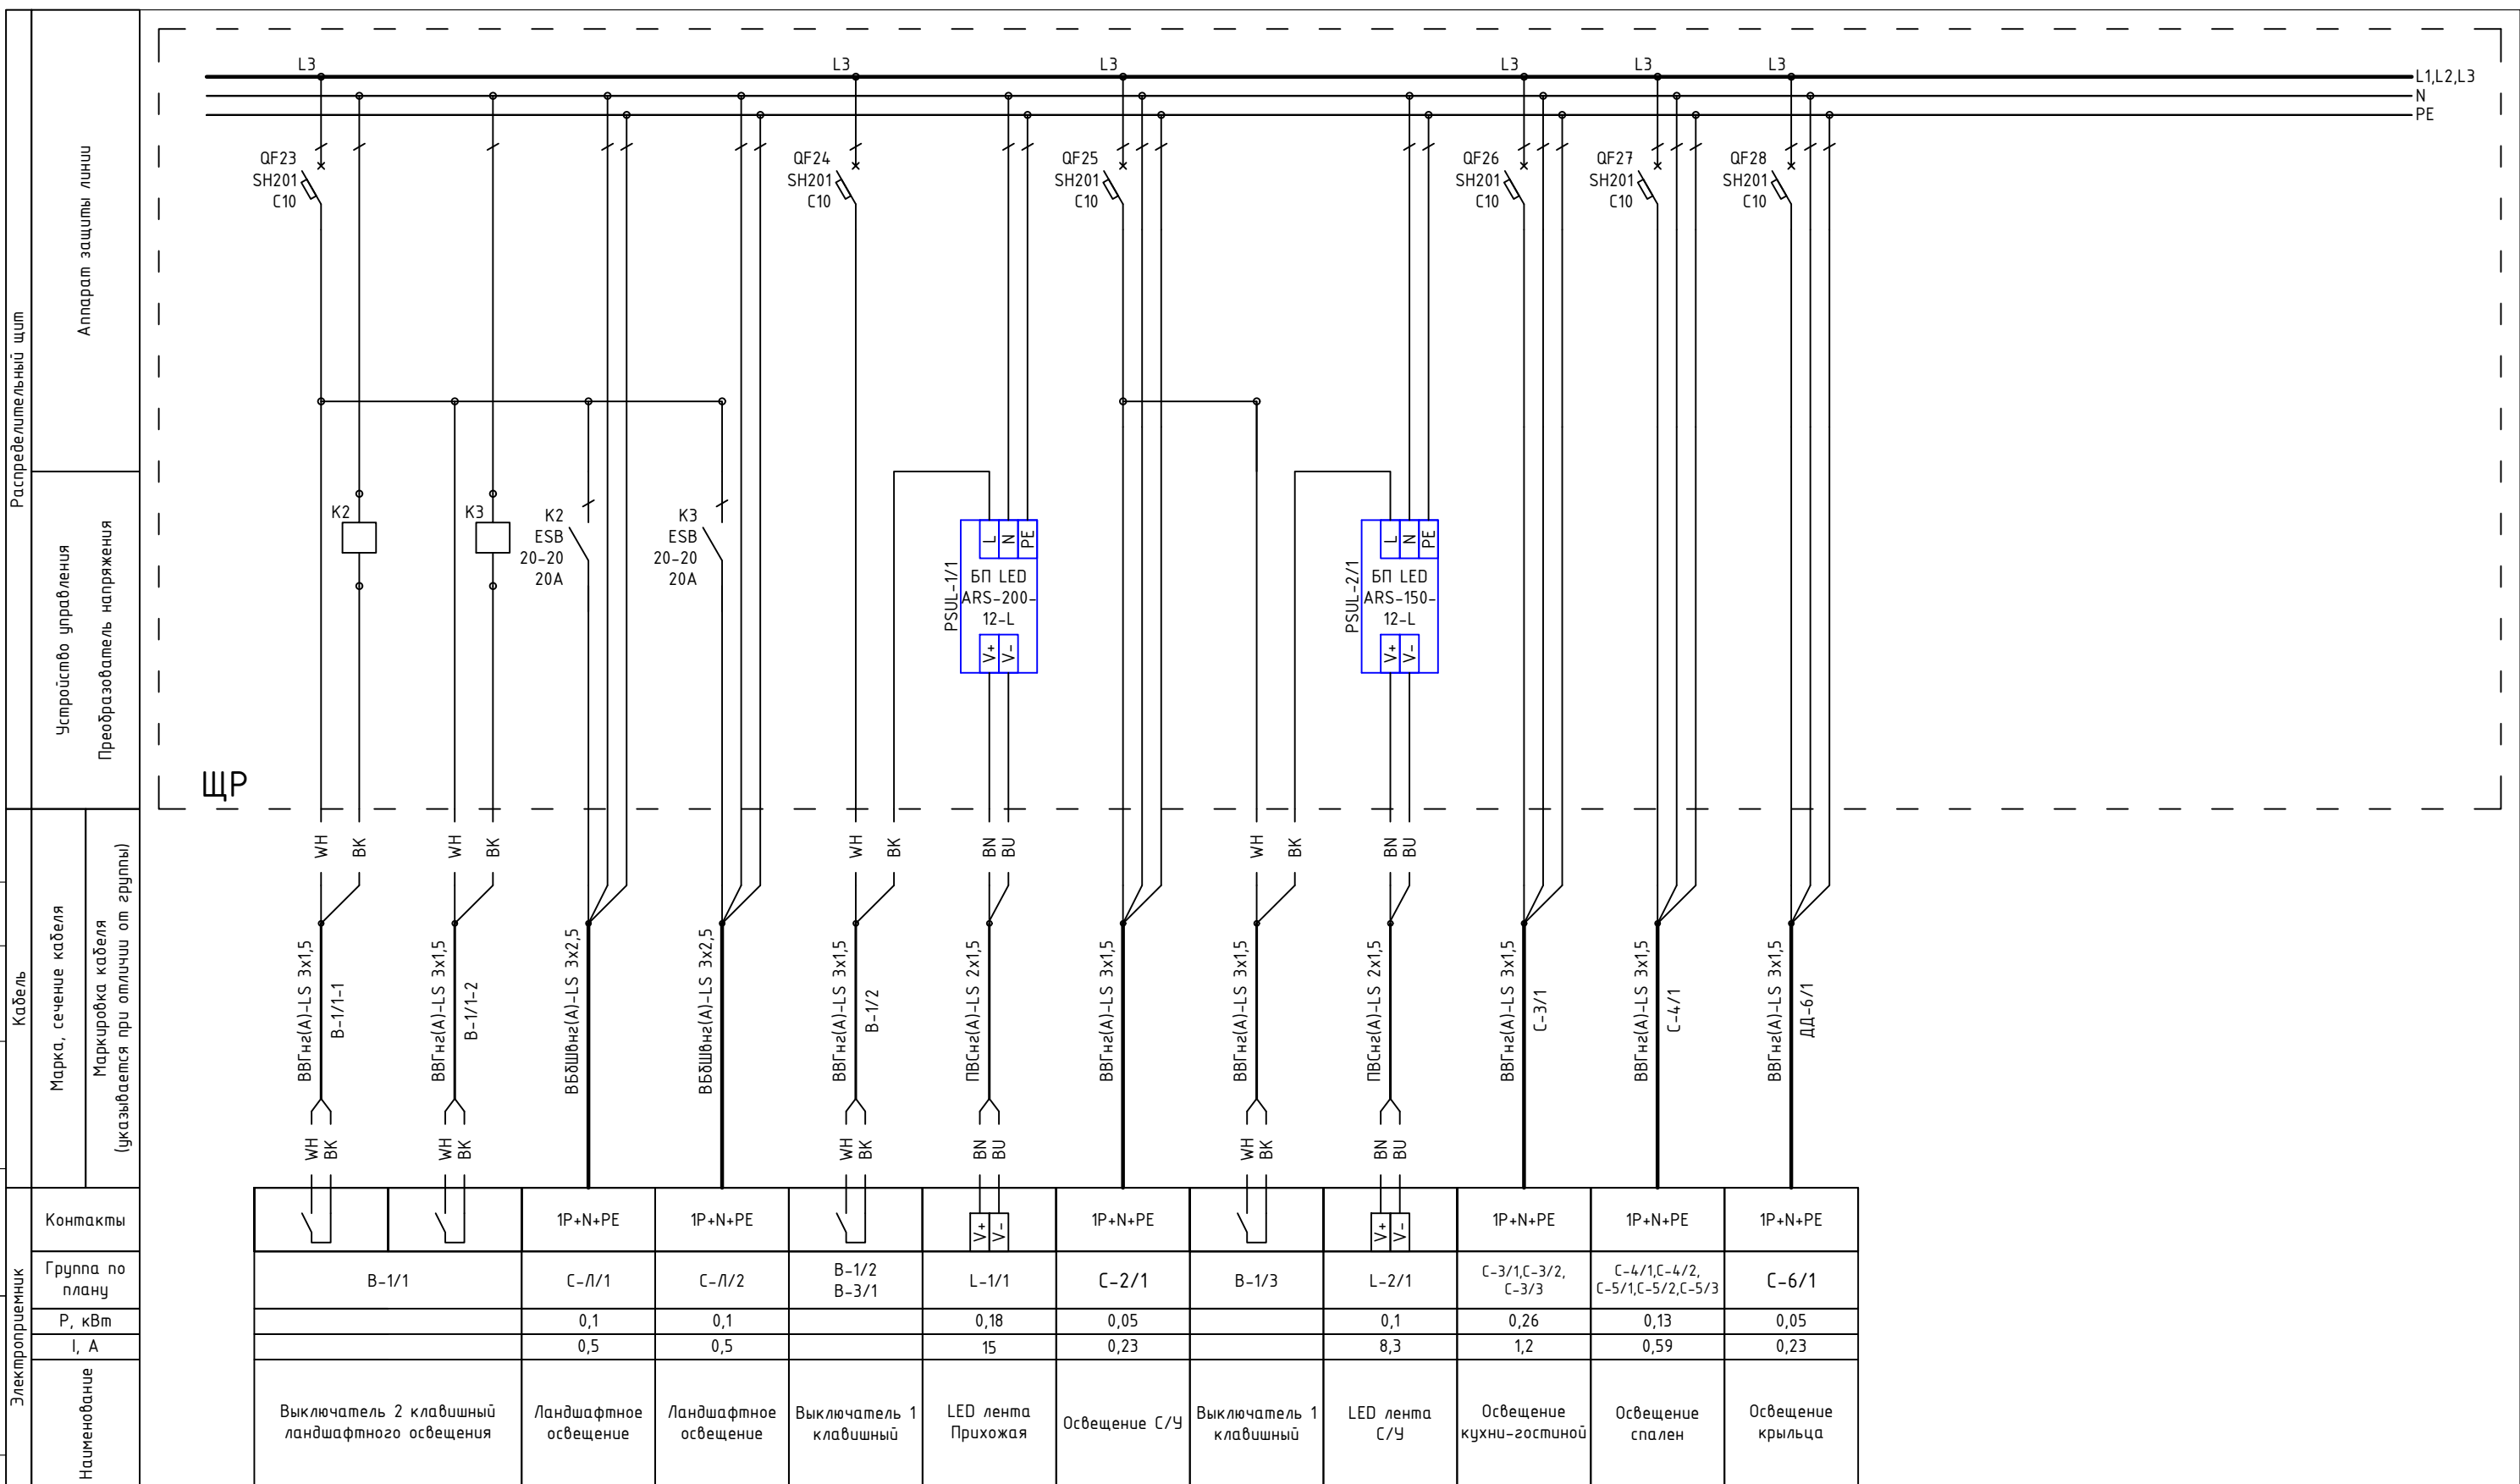 L3
L3
L3
L3
L3
L3
L1,L2,L3
N
PE
QF23
SH201
C10
QF24
SH201
C10
QF25
SH201
C10
QF26
SH201
C10
QF27
SH201
C10
QF28
SH201
C10
Распределительный щит
Аппарат защиты линии
Устройство управления
Преобразователь напряжения
K2
K3
K2
ESB
20-20
20A
K3
ESB
20-20
20A
PSUL-1/1
L
N
PE
БП LED
ARS-200-
12-L
V+
V-
PSUL-2/1
L
N
PE
БП LED
ARS-150-
12-L
V+
V-
ЩР
Кабель
Марка, сечение кабеля
Маркировка кабеля
(указывается при отличии от группы)
WH
BK
WH
BK
WH
BK
BN
BU
WH
BK
BN
BU
ВВГнг(А)-LS 3x1,5
В-1/1-1
ВВГнг(А)-LS 3x1,5
В-1/1-2
ВБбШвнг(А)-LS 3x2,5
ВБбШвнг(А)-LS 3x2,5
ВВГнг(А)-LS 3x1,5
В-1/2
ПВСнг(А)-LS 2x1,5
ВВГнг(А)-LS 3x1,5
ВВГнг(А)-LS 3x1,5
ПВСнг(А)-LS 2x1,5
ВВГнг(А)-LS 3x1,5
С-3/1
ВВГнг(А)-LS 3x1,5
С-4/1
ВВГнг(А)-LS 3x1,5
ДД-6/1
WH
BK
WH
BK
WH
BK
BN
BU
WH
BK
BN
BU
Электроприемник
Контакты
1P+N+PE
1P+N+PE
V+
V-
1P+N+PE
V+
V-
1P+N+PE
1P+N+PE
1P+N+PE
Группа по
плану
В-1/1
С-Л/1
С-Л/2
В-1/2
В-3/1
L-1/1
С-2/1
В-1/3
L-2/1
С-3/1,С-3/2,
С-3/3
С-4/1,С-4/2,
С-5/1,С-5/2,С-5/3
С-6/1
P, кВт
0,1
0,1
0,18
0,05
0,1
0,26
0,13
0,05
I, А
0,5
0,5
15
0,23
8,3
1,2
0,59
0,23
Наименование
Выключатель 2 клавишный
ландшафтного освещения
Ландшафтное
освещение
Ландшафтное
освещение
Выключатель 1
клавишный
LED лента
Прихожая
Освещение С/У
Выключатель 1
клавишный
LED лента
С/У
Освещение
кухни-гостиной
Освещение
спален
Освещение
крыльца